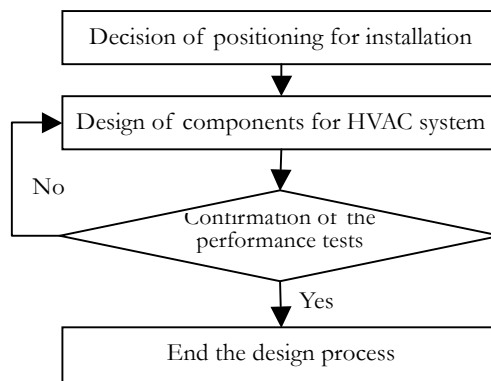 Decision of positioning for installation
Design of components for HVAC system
No
Confirmation of the
performance tests
Yes
End the design process